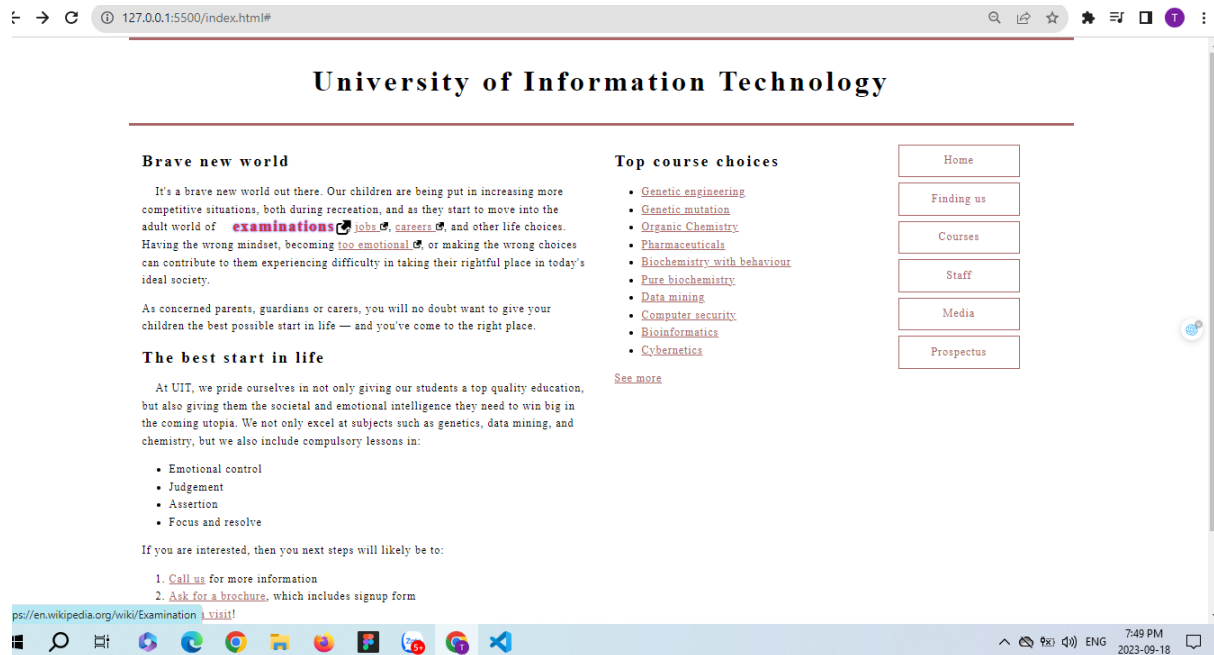 127.0.0.1:5500/index.html#
T
University of Information Technology
Brave new world
It's a brave new world out there. Our children are being put in increasing more
competitive situations, both during recreation, and as they start to move into the
adult world of examinations jobs, careers, and other life choices.
Having the wrong mindset, becoming too emotional, or making the wrong choices
can contribute to them experiencing difficulty in taking their rightful place in today's
ideal society.
As concerned parents, guardians or carers, you will no doubt want to give your
children the best possible start in life — and you've come to the right place.
The best start in life
At UIT, we pride ourselves in not only giving our students a top quality education,
but also giving them the societal and emotional intelligence they need to win big in
the coming utopia. We not only excel at subjects such as genetics, data mining, and
chemistry, but we also include compulsory lessons in:
Emotional control
Judgement
Assertion
Focus and resolve
If you are interested, then you next steps will likely be to:
1. Call us for more information
2. Ask for a brochure, which includes signup form
a visit!
Top course choices
Genetic engineering
Genetic mutation
Organic Chemistry
Pharmaceuticals
Biochemistry with behaviour
Pure biochemistry
Data mining
Computer security
Bioinformatics
Cybernetics
See more
Home
Finding us
Courses
Staff
Media
Prospectus
ps://en.wikipedia.org/wiki/Examination
Zalo
5+
T
ENG
7:49 PM
2023-09-18